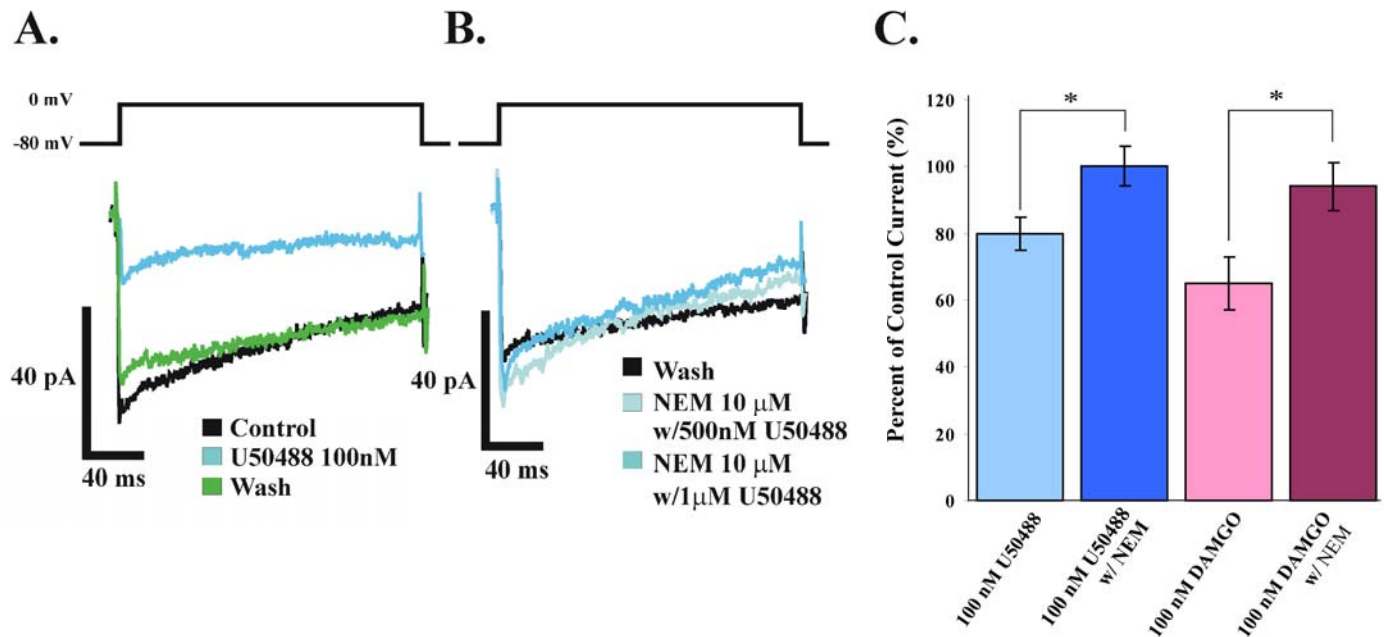 A.
B.
C.
0 mV
-80 mV
40 pA
40 ms
Control
U50488 100nM
Wash
40 pA
40 ms
Wash
NEM 10 μM
w/500nM U50488
NEM 10 μM
w/1μM U50488
Percent of Control Current (%)
120
100
80
60
40
20
0
*
*
100 nM U50488
100 nM U50488
w/ NEM
100 nM DAMGO
100 nM DAMGO
w/ NEM